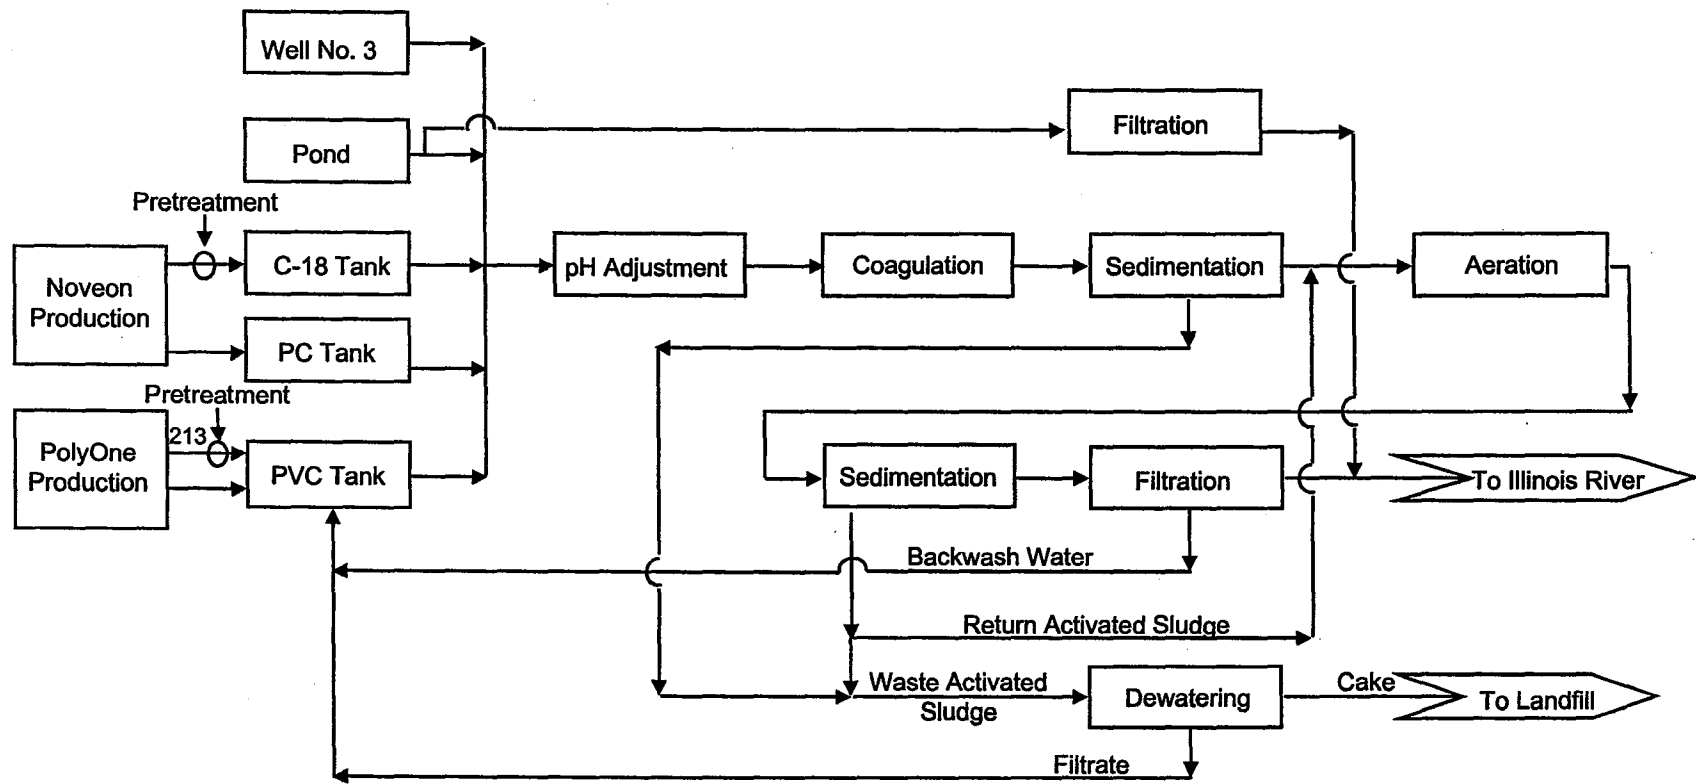 Well No. 3
Pond
Filtration
Pretreatment
Noveon
Production
C-18 Tank
pH Adjustment
Coagulation
Sedimentation
Aeration
PC Tank
Pretreatment
PolyOne
Production
213
PVC Tank
Sedimentation
Filtration
To Illinois River
Backwash Water
Return Activated Sludge
Waste Activated
Sludge
Dewatering
Cake
To Landfill
Filtrate